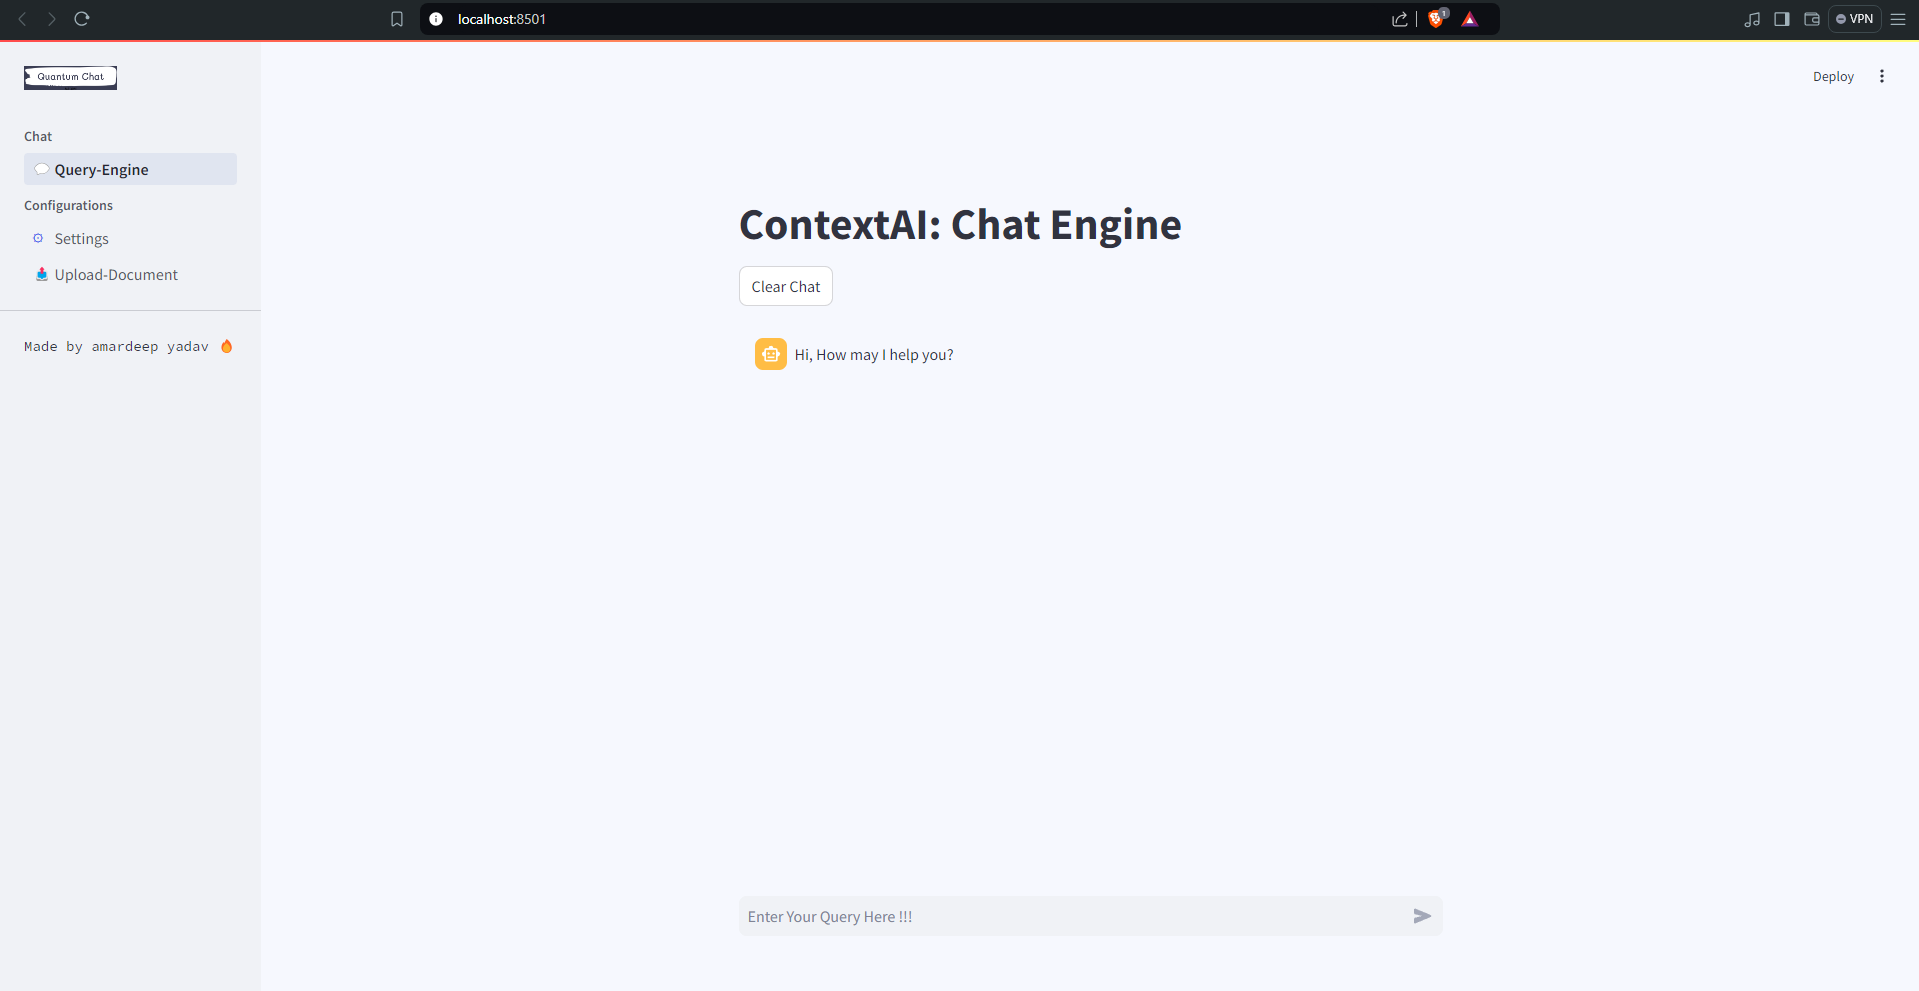 localhost:8501
1
VPN
Quantum Chat
Deploy
Chat
Query-Engine
Configurations
Settings
Upload-Document
Made by amardeep yadav
ContextAI: Chat Engine
Clear Chat
Hi, How may I help you?
Enter Your Query Here !!!